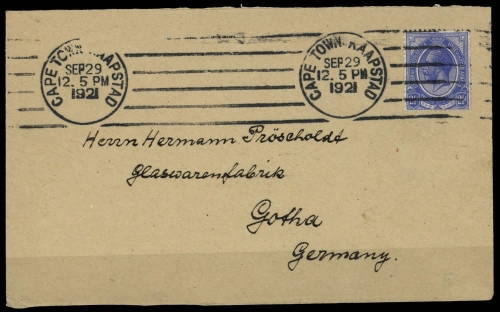 CAPE TOWN KAAPSTAD
SEP 29
12. 5 PM
1921
CAPE TOWN KAAPSTAD
SEP 29
12. 5 PM
1921
Herrn Hermann Pröscholdt
Glaswarenfabrik
Gotha
Germany.